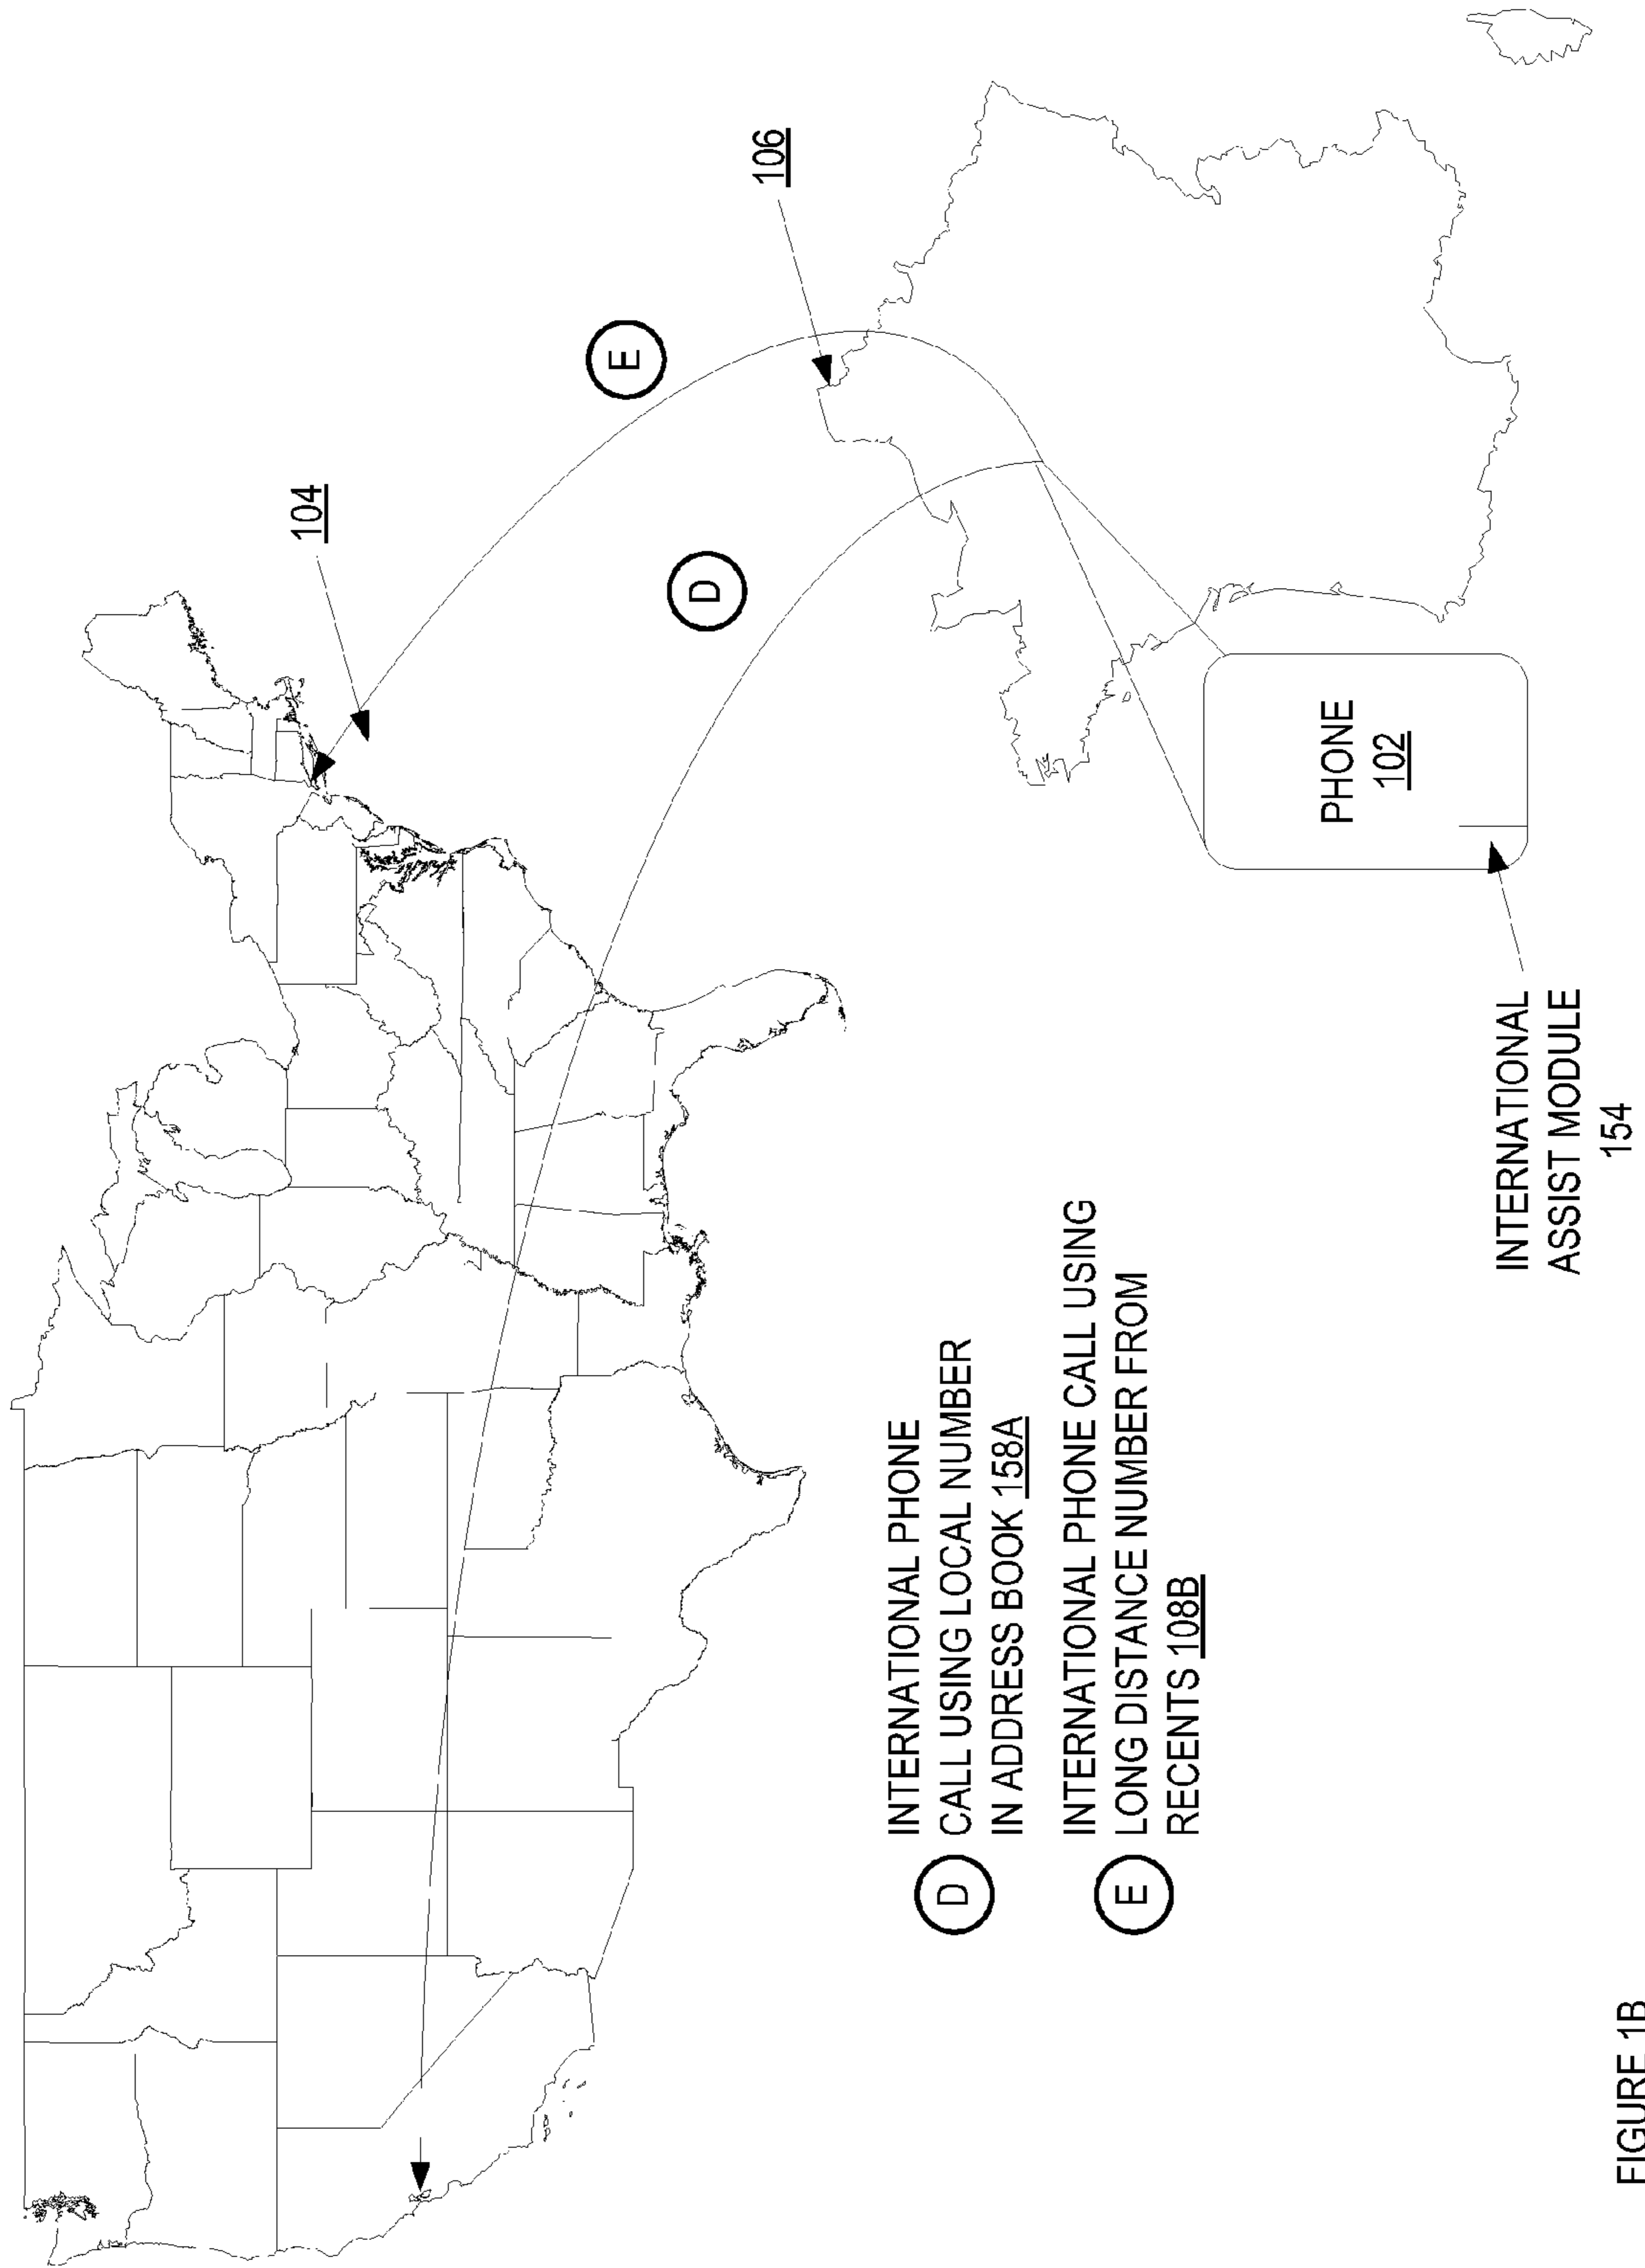 104
106
E
D
PHONE
102
INTERNATIONAL
ASSIST MODULE
154
D
INTERNATIONAL PHONE
CALL USING LOCAL NUMBER
IN ADDRESS BOOK 158A
E
INTERNATIONAL PHONE CALL USING
LONG DISTANCE NUMBER FROM
RECENTS 108B
FIGURE 1B